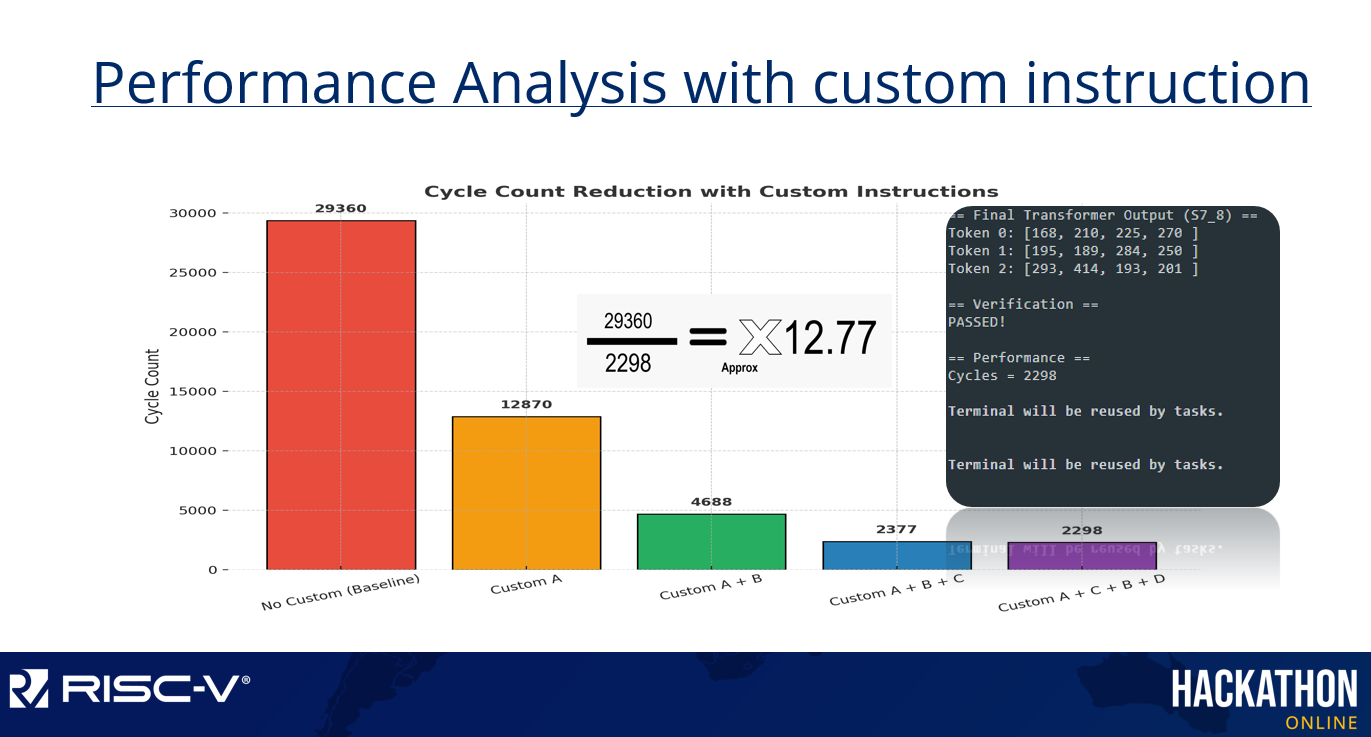 Performance Analysis with custom instruction
Cycle Count Reduction with Custom Instructions
Cycle Count
30000
25000
20000
15000
10000
5000
0
29360
12870
4688
2377
2298
No Custom (Baseline)
Custom A
Custom A + B
Custom A + B + C
Custom A + C + B + D
29360
2298
= X12.77
Approx
== Final Transformer Output (S7_8) ==
Token 0: [168, 210, 225, 270 ]
Token 1: [195, 189, 284, 250 ]
Token 2: [293, 414, 193, 201 ]
== Verification ==
PASSED!
== Performance ==
Cycles = 2298
Terminal will be reused by tasks.
Terminal will be reused by tasks.
RISC-V®
HACKATHON
ONLINE